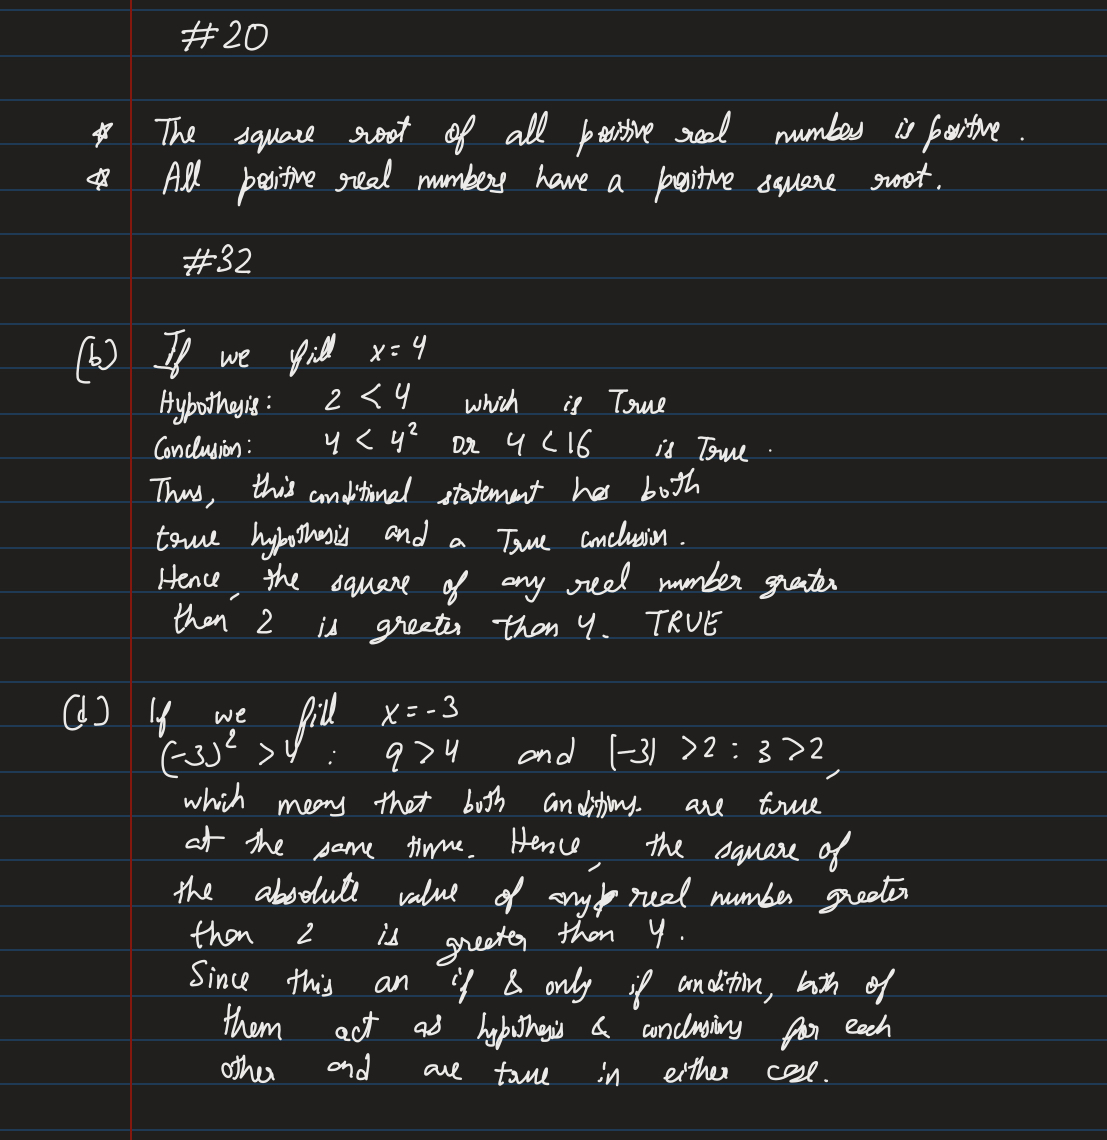 #20
☆ The square root of all positive real numbers is positive.
☆ All positive real numbers have a positive square root.
#32
(b) If we fill x = 4
Hypothesis: 2 < 4 which is True
Conclusion: 4 < 4² or 4 < 16 is True.
Thus, this conditional statement has both
true hypothesis and a True conclusion.
Hence, the square of any real number greater
than 2 is greater than 4. TRUE
(d) If we fill x = -3
(-3)² > 4 : 9 > 4 and |-3| > 2 : 3 > 2,
which means that both conditions are true
at the same time. Hence, the square of
the absolute value of any real number greater
than 2 is greater than 4.
Since this an if & only if condition, both of
them act as hypothesis & conclusions for each
other and are true in either case.